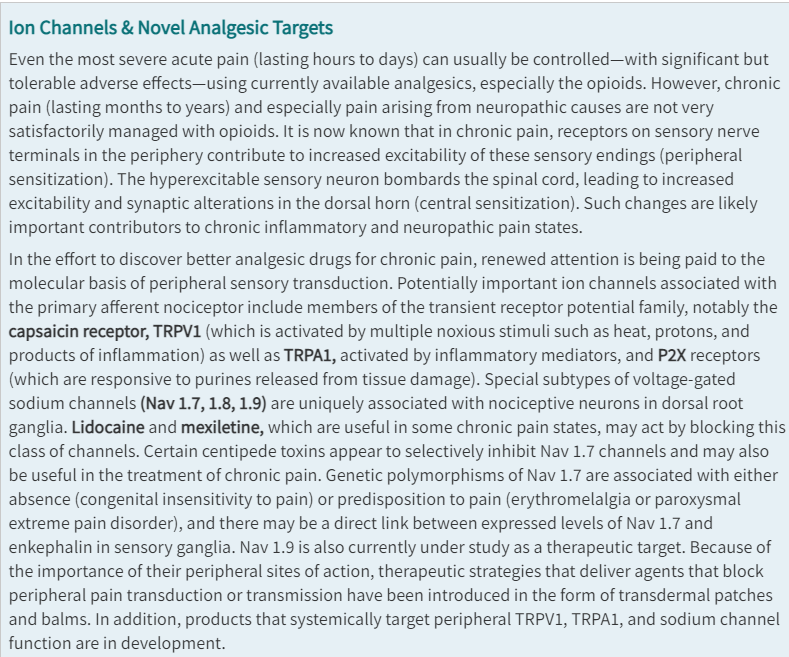 Ion Channels & Novel Analgesic Targets
Even the most severe acute pain (lasting hours to days) can usually be controlled—with significant but
tolerable adverse effects—using currently available analgesics, especially the opioids. However, chronic
pain (lasting months to years) and especially pain arising from neuropathic causes are not very
satisfactorily managed with opioids. It is now known that in chronic pain, receptors on sensory nerve
terminals in the periphery contribute to increased excitability of these sensory endings (peripheral
sensitization). The hyperexcitable sensory neuron bombards the spinal cord, leading to increased
excitability and synaptic alterations in the dorsal horn (central sensitization). Such changes are likely
important contributors to chronic inflammatory and neuropathic pain states.
In the effort to discover better analgesic drugs for chronic pain, renewed attention is being paid to the
molecular basis of peripheral sensory transduction. Potentially important ion channels associated with
the primary afferent nociceptor include members of the transient receptor potential family, notably the
capsaicin receptor, TRPV1 (which is activated by multiple noxious stimuli such as heat, protons, and
products of inflammation) as well as TRPA1, activated by inflammatory mediators, and P2X receptors
(which are responsive to purines released from tissue damage). Special subtypes of voltage-gated
sodium channels (Nav 1.7, 1.8, 1.9) are uniquely associated with nociceptive neurons in dorsal root
ganglia. Lidocaine and mexiletine, which are useful in some chronic pain states, may act by blocking this
class of channels. Certain centipede toxins appear to selectively inhibit Nav 1.7 channels and may also
be useful in the treatment of chronic pain. Genetic polymorphisms of Nav 1.7 are associated with either
absence (congenital insensitivity to pain) or predisposition to pain (erythromelalgia or paroxysmal
extreme pain disorder), and there may be a direct link between expressed levels of Nav 1.7 and
enkephalin in sensory ganglia. Nav 1.9 is also currently under study as a therapeutic target. Because of
the importance of their peripheral sites of action, therapeutic strategies that deliver agents that block
peripheral pain transduction or transmission have been introduced in the form of transdermal patches
and balms. In addition, products that systemically target peripheral TRPV1, TRPA1, and sodium channel
function are in development.